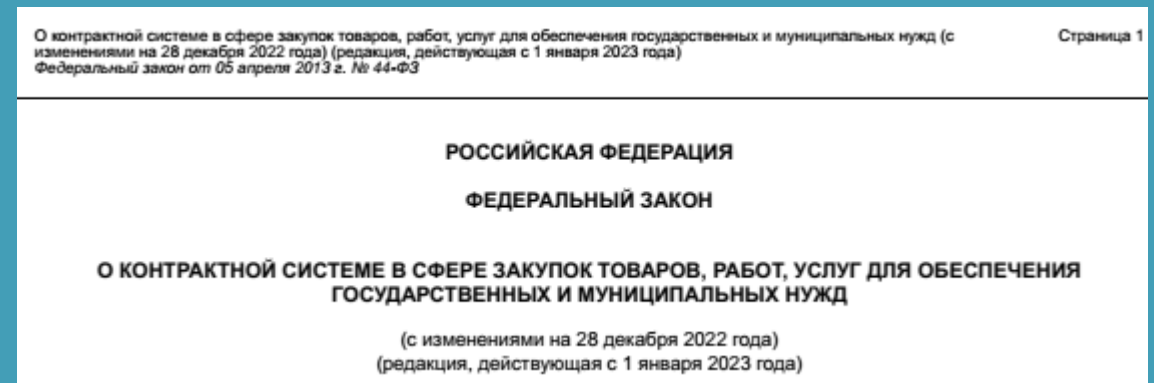 О контрактной системе в сфере закупок товаров, работ, услуг для обеспечения государственных и муниципальных нужд (с
изменениями на 28 декабря 2022 года) (редакция, действующая с 1 января 2023 года)
Федеральный закон от 05 апреля 2013 г. № 44-ФЗ
Страница 1
РОССИЙСКАЯ ФЕДЕРАЦИЯ
ФЕДЕРАЛЬНЫЙ ЗАКОН
О КОНТРАКТНОЙ СИСТЕМЕ В СФЕРЕ ЗАКУПОК ТОВАРОВ, РАБОТ, УСЛУГ ДЛЯ ОБЕСПЕЧЕНИЯ
ГОСУДАРСТВЕННЫХ И МУНИЦИПАЛЬНЫХ НУЖД
(с изменениями на 28 декабря 2022 года)
(редакция, действующая с 1 января 2023 года)